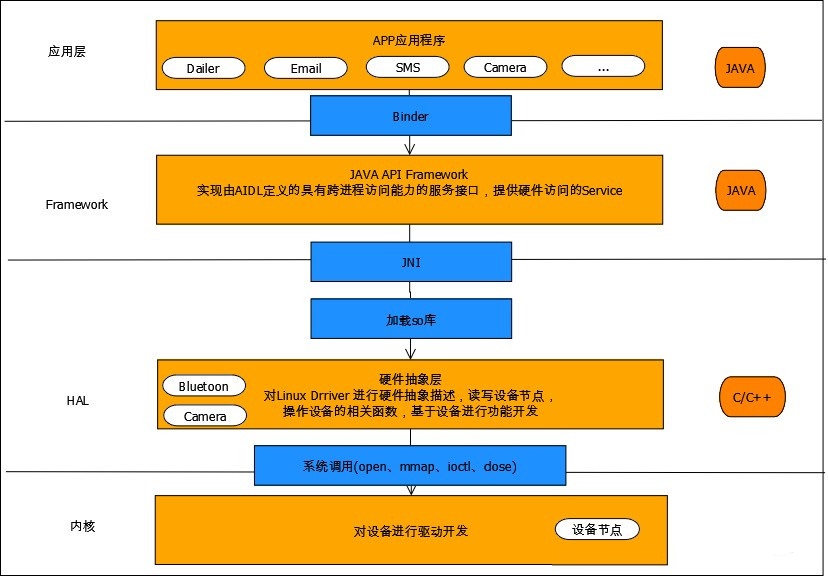 应用层
APP应用程序
Dailer
Email
SMS
Camera
...
JAVA
Binder
Framework
JAVA API Framework
实现由AIDL定义的具有跨进程访问能力的服务接口，提供硬件访问的Service
JAVA
JNI
加载so库
HAL
Bluetoon
Camera
硬件抽象层
对Linux Drriver 进行硬件抽象描述，读写设备节点，
操作设备的相关函数，基于设备进行功能开发
C/C++
系统调用(open、mmap、ioctl、close)
内核
对设备进行驱动开发
设备节点